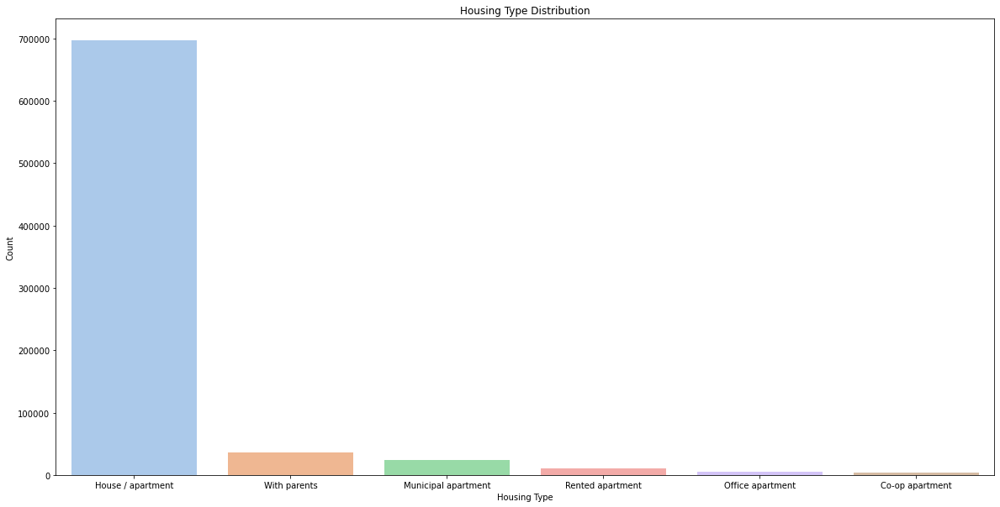 Housing Type Distribution
700000
600000
500000
400000
300000
200000
100000
0
Count
House / apartment
With parents
Municipal apartment
Rented apartment
Office apartment
Co-op apartment
Housing Type